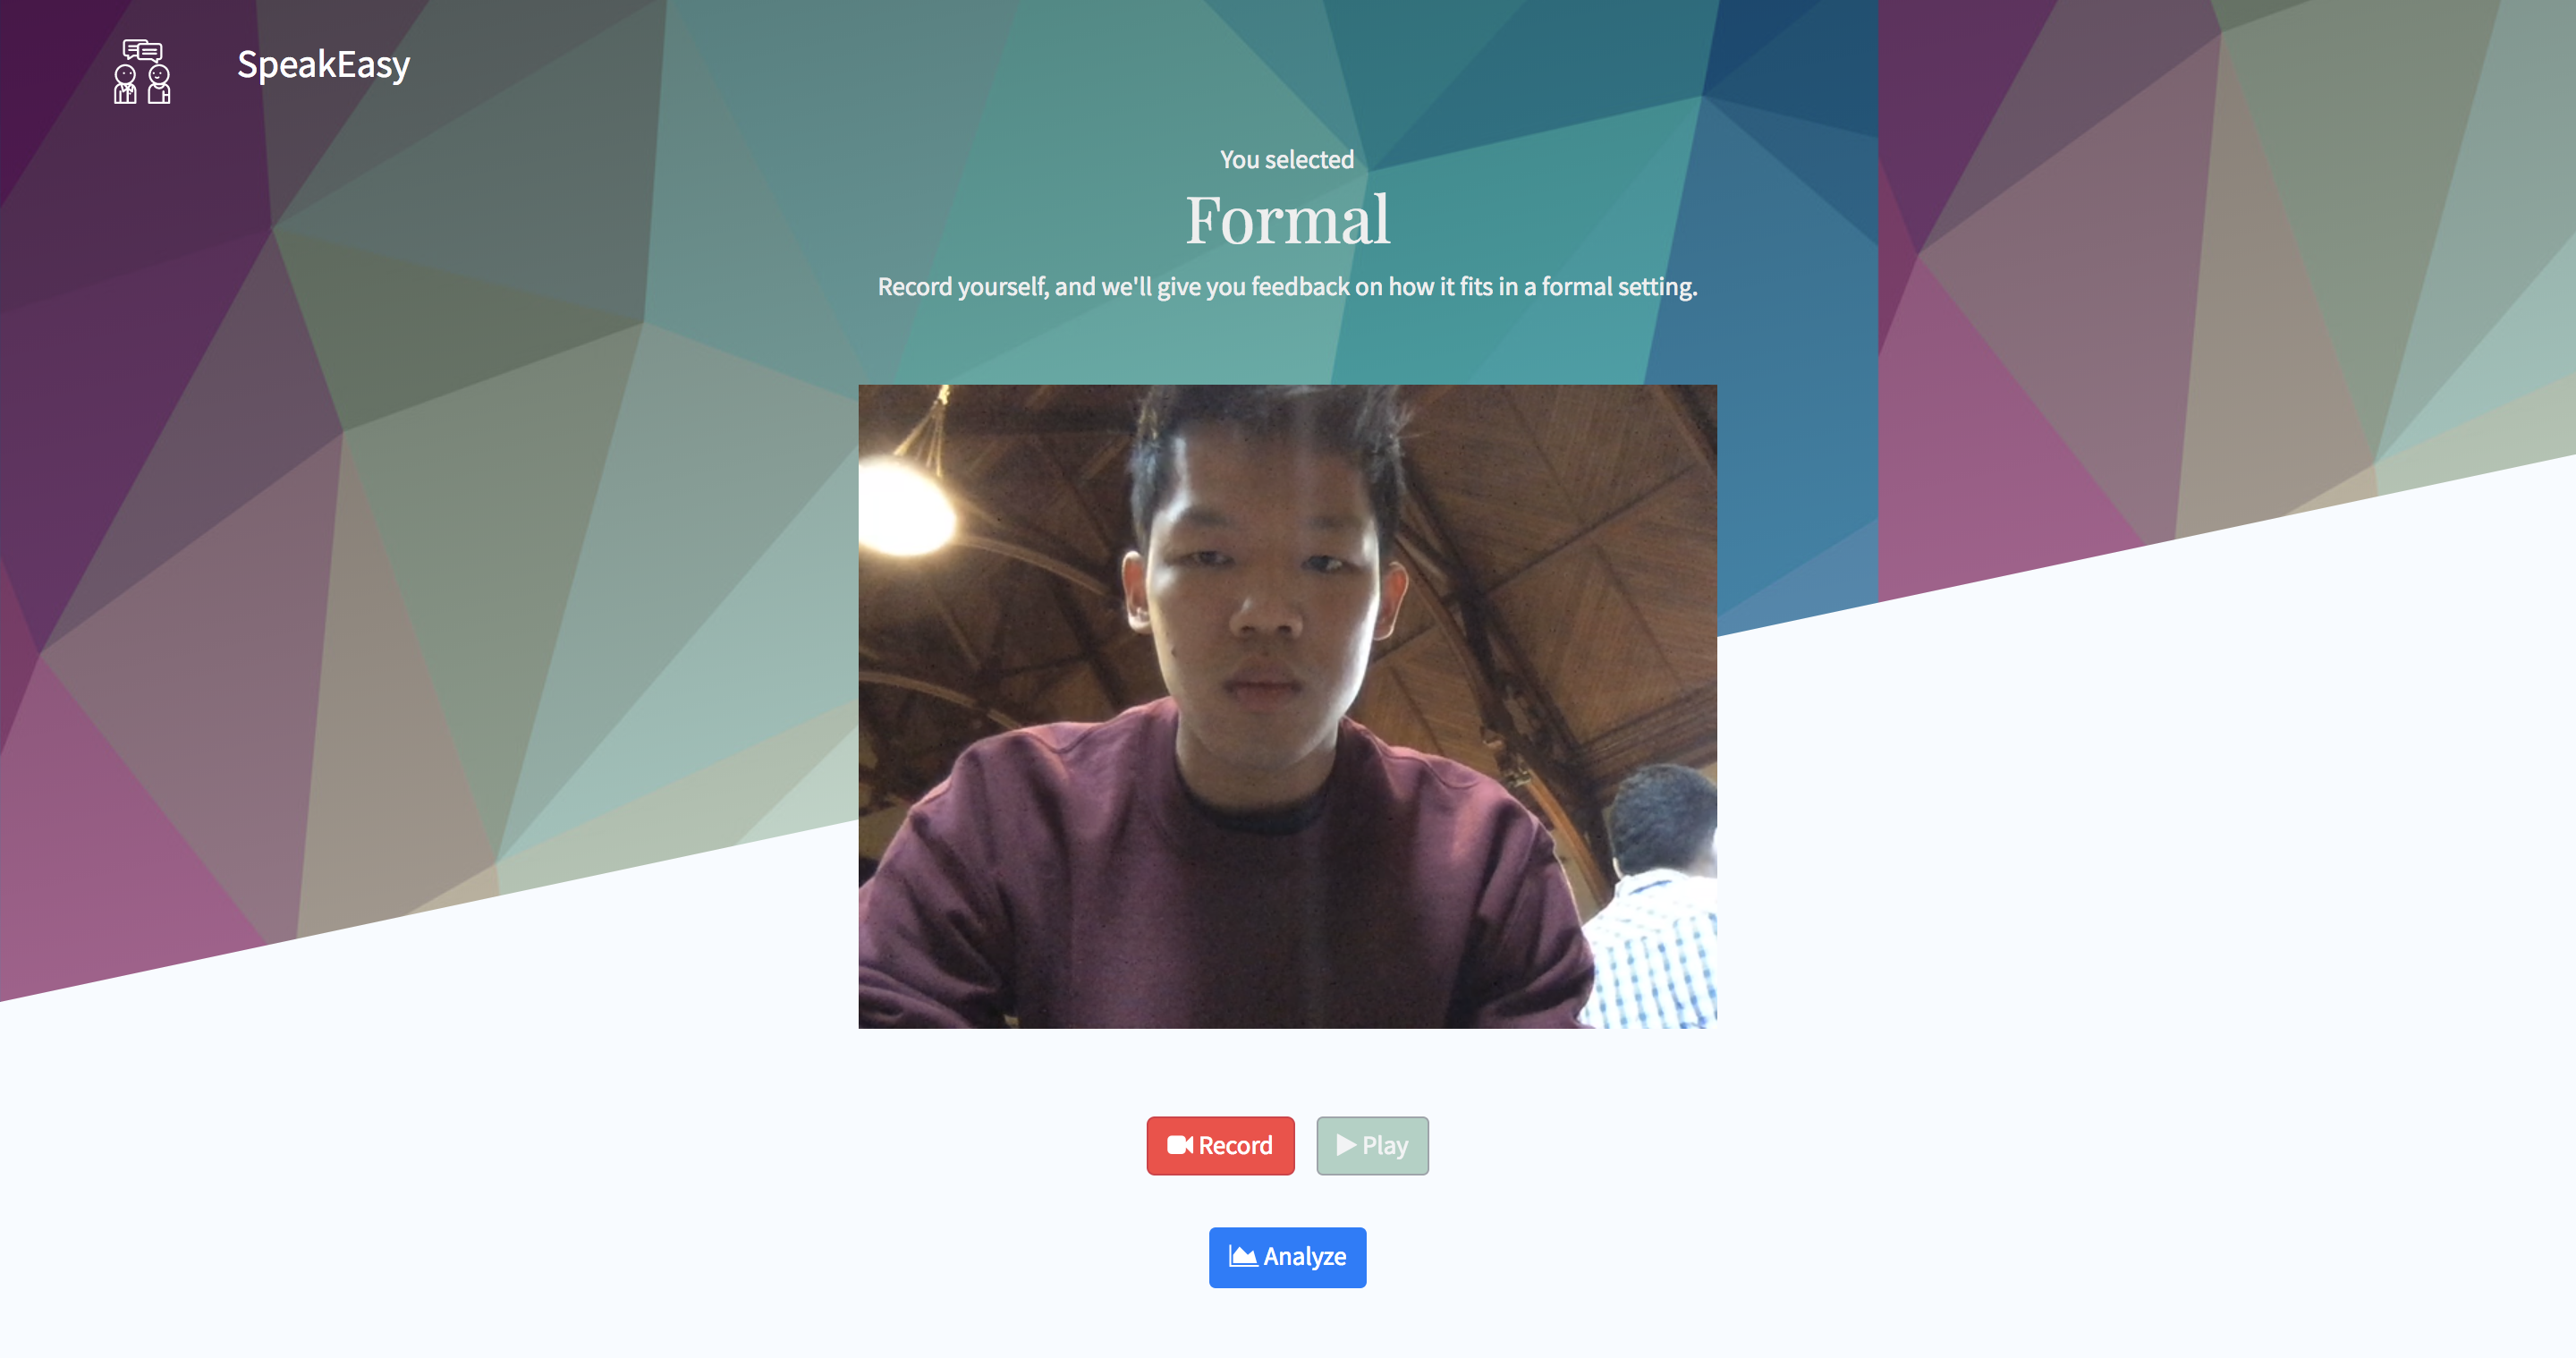 SpeakEasy
You selected
Formal
Record yourself, and we'll give you feedback on how it fits in a formal setting.
Record
Play
Analyze